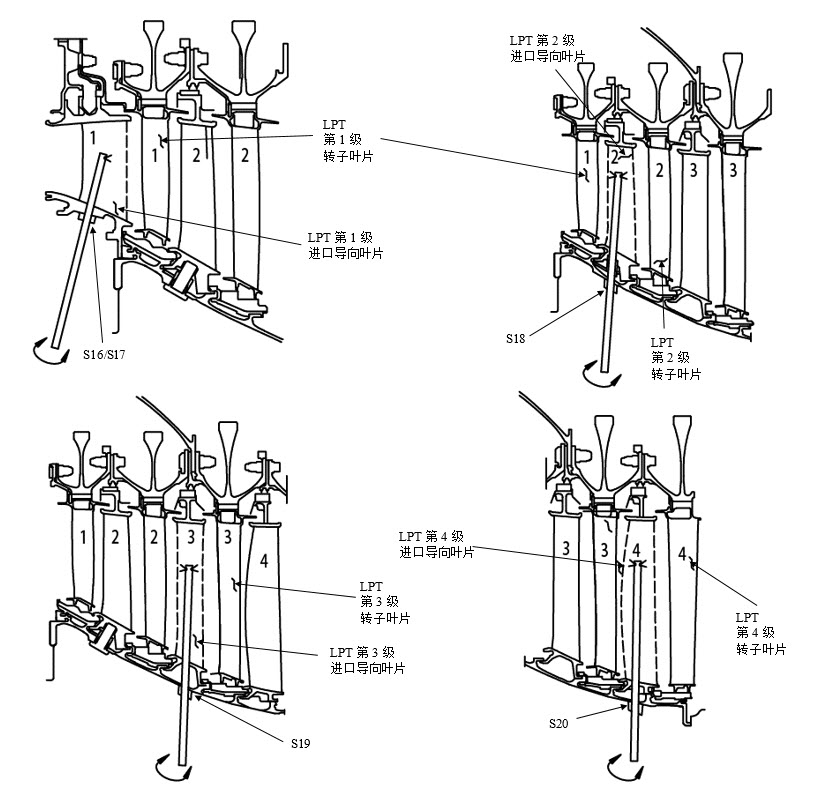 1
1
2
2
LPT
第 1 级
转子叶片
LPT 第 1 级
进口导向叶片
S16/S17
LPT 第 2 级
进口导向叶片
1
2
2
3
3
S18
LPT
第 2 级
转子叶片
1
2
2
3
3
4
LPT
第 3 级
转子叶片
LPT 第 3 级
进口导向叶片
S19
LPT 第 4 级
进口导向叶片
3
3
4
4
LPT
第 4 级
转子叶片
S20